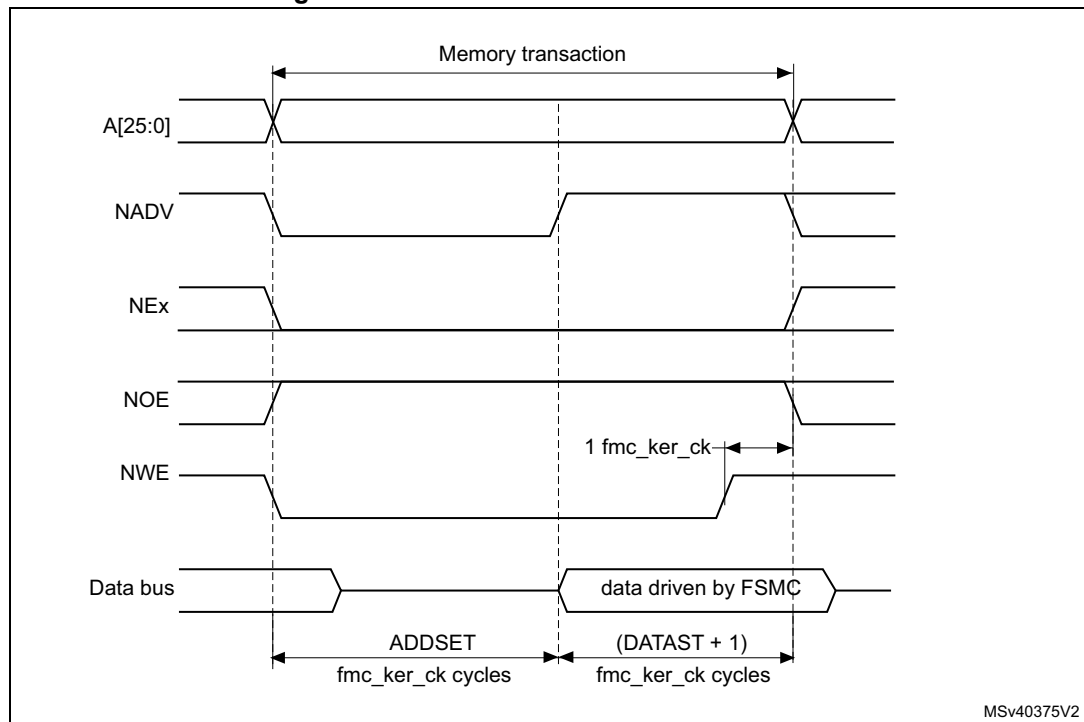 Memory transaction
A[25:0]
NADV
NEx
NOE
1 fmc_ker_ck
NWE
Data bus
data driven by FSMC
ADDSET
(DATAST + 1)
fmc_ker_ck cycles
fmc_ker_ck cycles
MSv40375V2